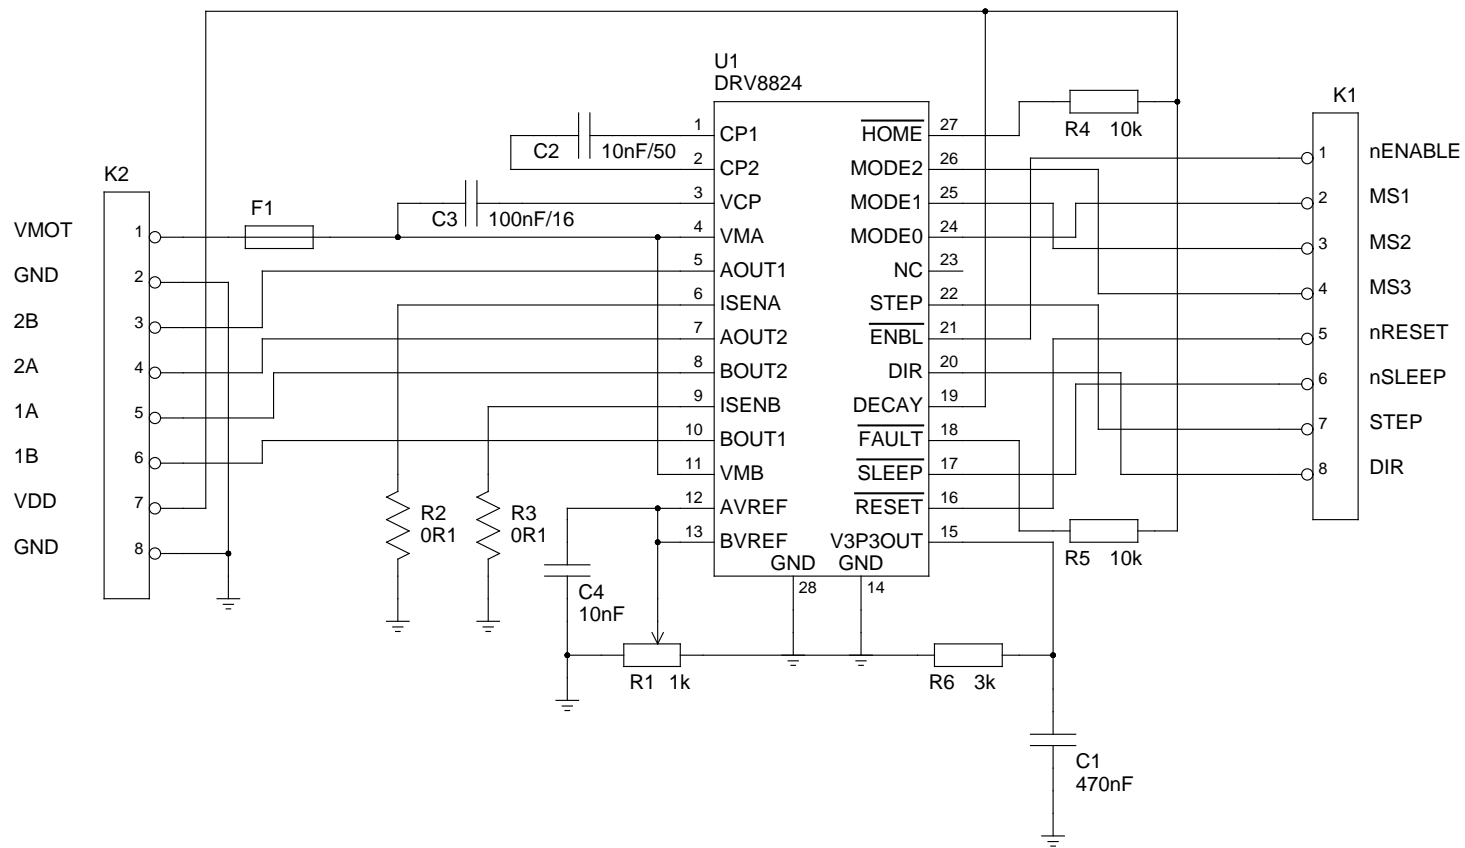 U1
DRV8824
K1
K2
VMOT
GND
2B
2A
1A
1B
VDD
GND
1
2
3
4
5
6
7
8
F1
C2 10nF/50
C3 100nF/16
1
2
3
4
5
6
7
8
9
10
11
12
13
CP1
CP2
VCP
VMA
AOUT1
ISENA
AOUT2
BOUT2
ISENB
BOUT1
VMB
AVREF
BVREF
HOME
MODE2
MODE1
MODE0
NC
STEP
ENBL
DIR
DECAY
FAULT
SLEEP
RESET
V3P3OUT
GND GND
28 14
27
26
25
24
23
22
21
20
19
18
17
16
15
R4 10k
R5 10k
1
2
3
4
5
6
7
8
nENABLE
MS1
MS2
MS3
nRESET
nSLEEP
STEP
DIR
R2
0R1
R3
0R1
C4
10nF
R1 1k
R6 3k
C1
470nF